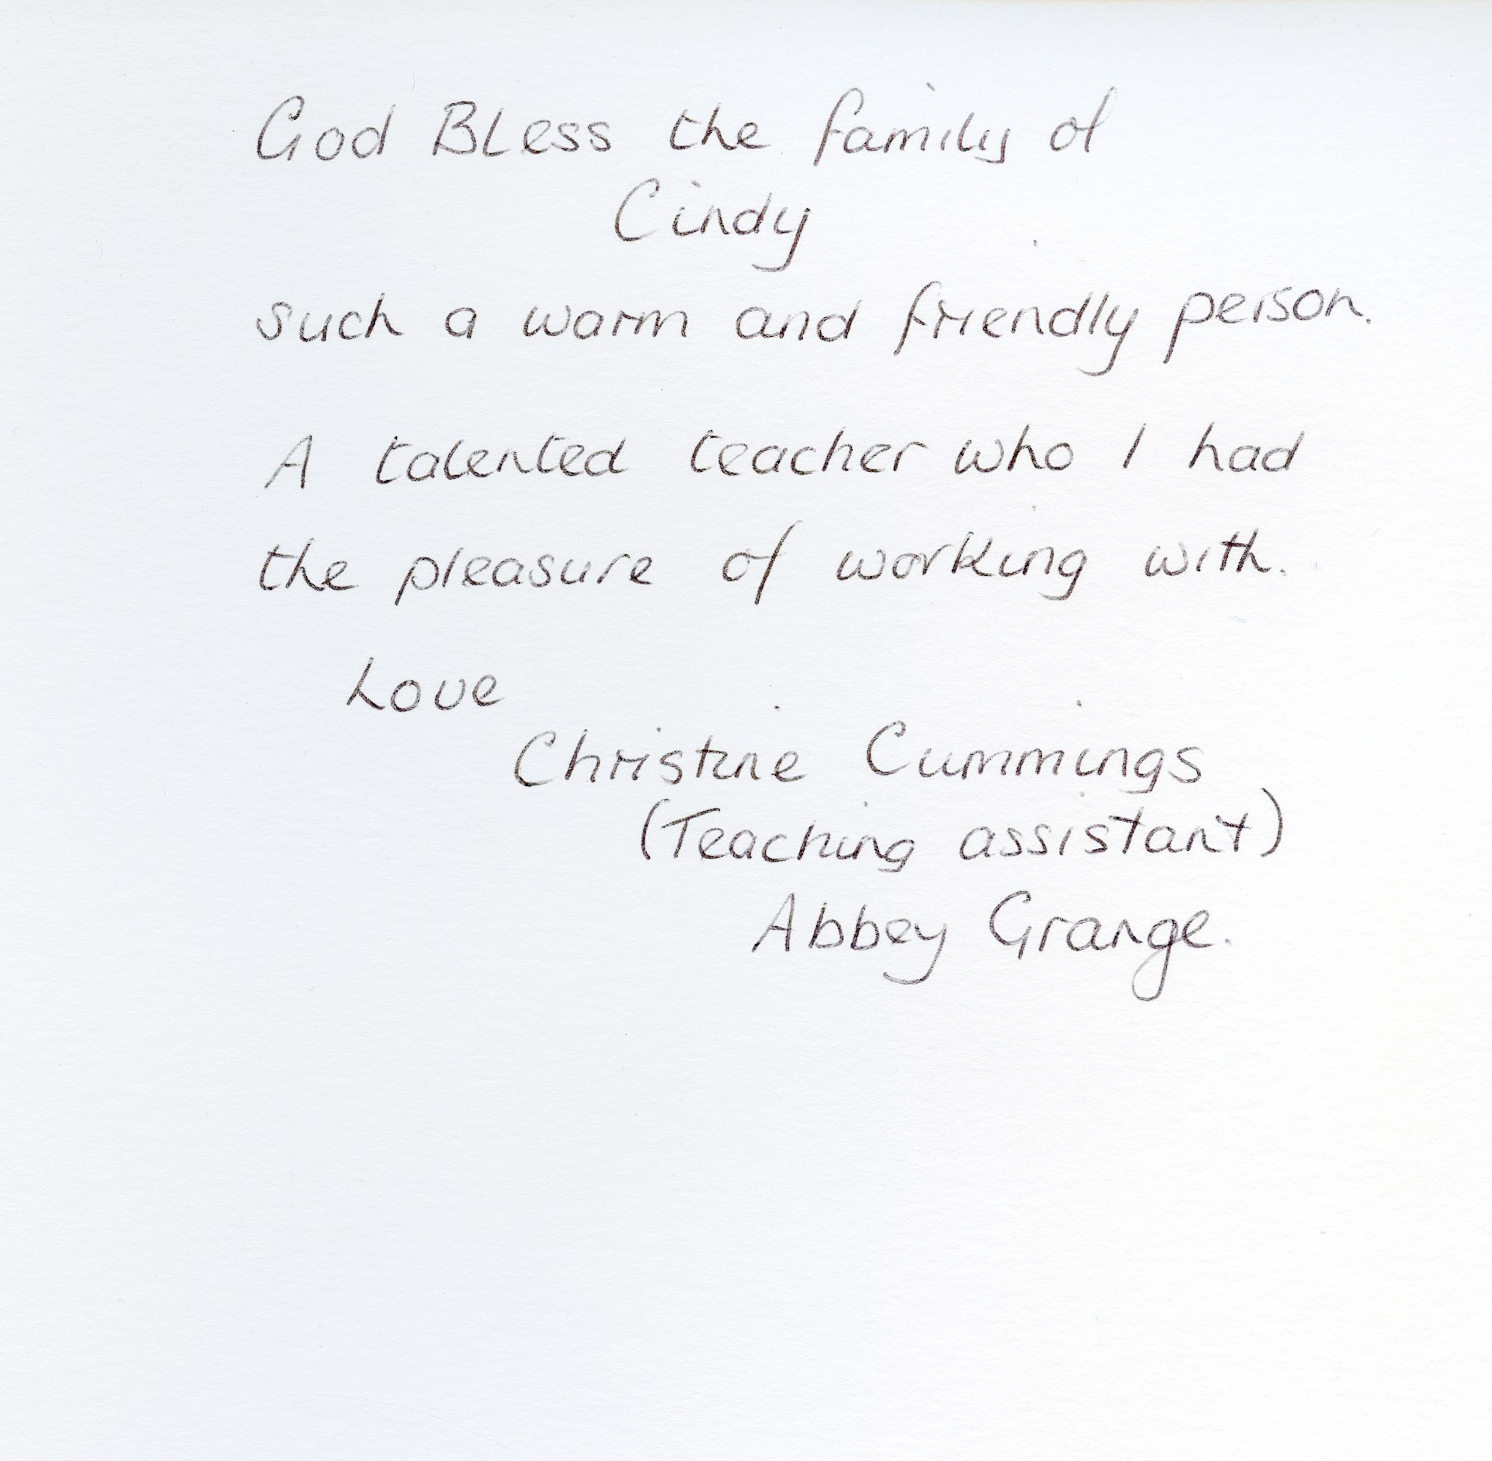 God Bless the family of
Cindy
such a warm and friendly person.
A talented teacher who I had
the pleasure of working with.
Love
Christine Cummings
(Teaching assistant)
Abbey Grange.